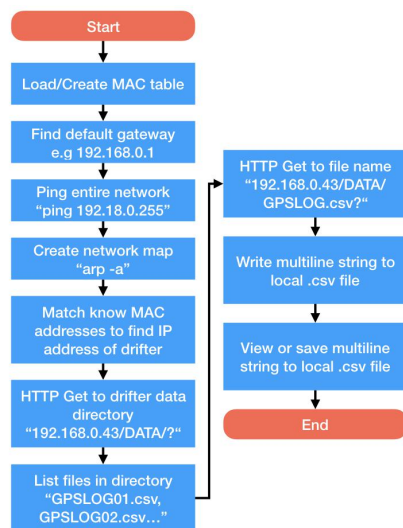 Start
Load/Create MAC table
Find default gateway
e.g 192.168.0.1
Ping entire network
“ping 192.18.0.255”
Create network map
“arp -a”
Match know MAC
addresses to find IP
address of drifter
HTTP Get to drifter data
directory
“192.168.0.43/DATA/?“
List files in directory
“GPSLOG01.csv,
GPSLOG02.csv…”
HTTP Get to file name
“192.168.0.43/DATA/
GPSLOG.csv?“
Write multiline string to
local .csv file
View or save multiline
string to local .csv file
End